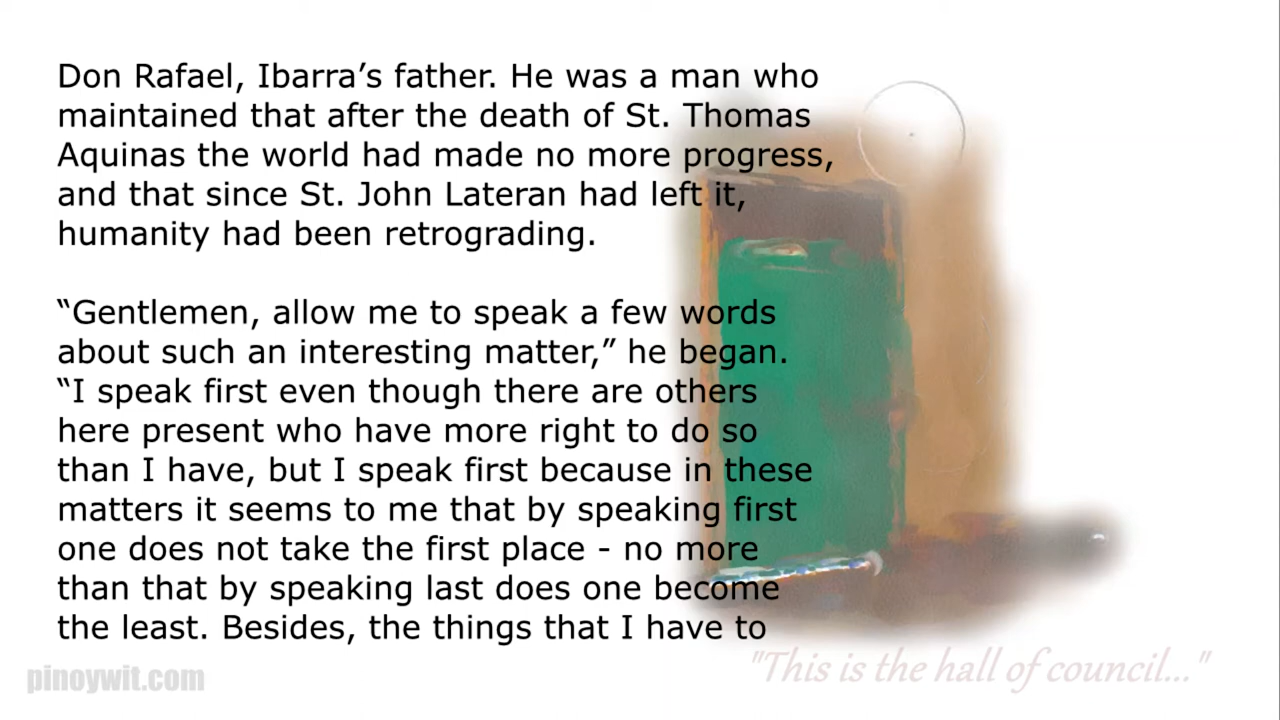 Don Rafael, Ibarra’s father. He was a man who
maintained that after the death of St. Thomas
Aquinas the world had made no more progress,
and that since St. John Lateran had left it,
humanity had been retrograding.
“Gentlemen, allow me to speak a few words
about such an interesting matter,” he began.
“I speak first even though there are others
here present who have more right to do so
than I have, but I speak first because in these
matters it seems to me that by speaking first
one does not take the first place - no more
than that by speaking last does one become
the least. Besides, the things that I have to
"This is the hall of council..."
pinoywit.com